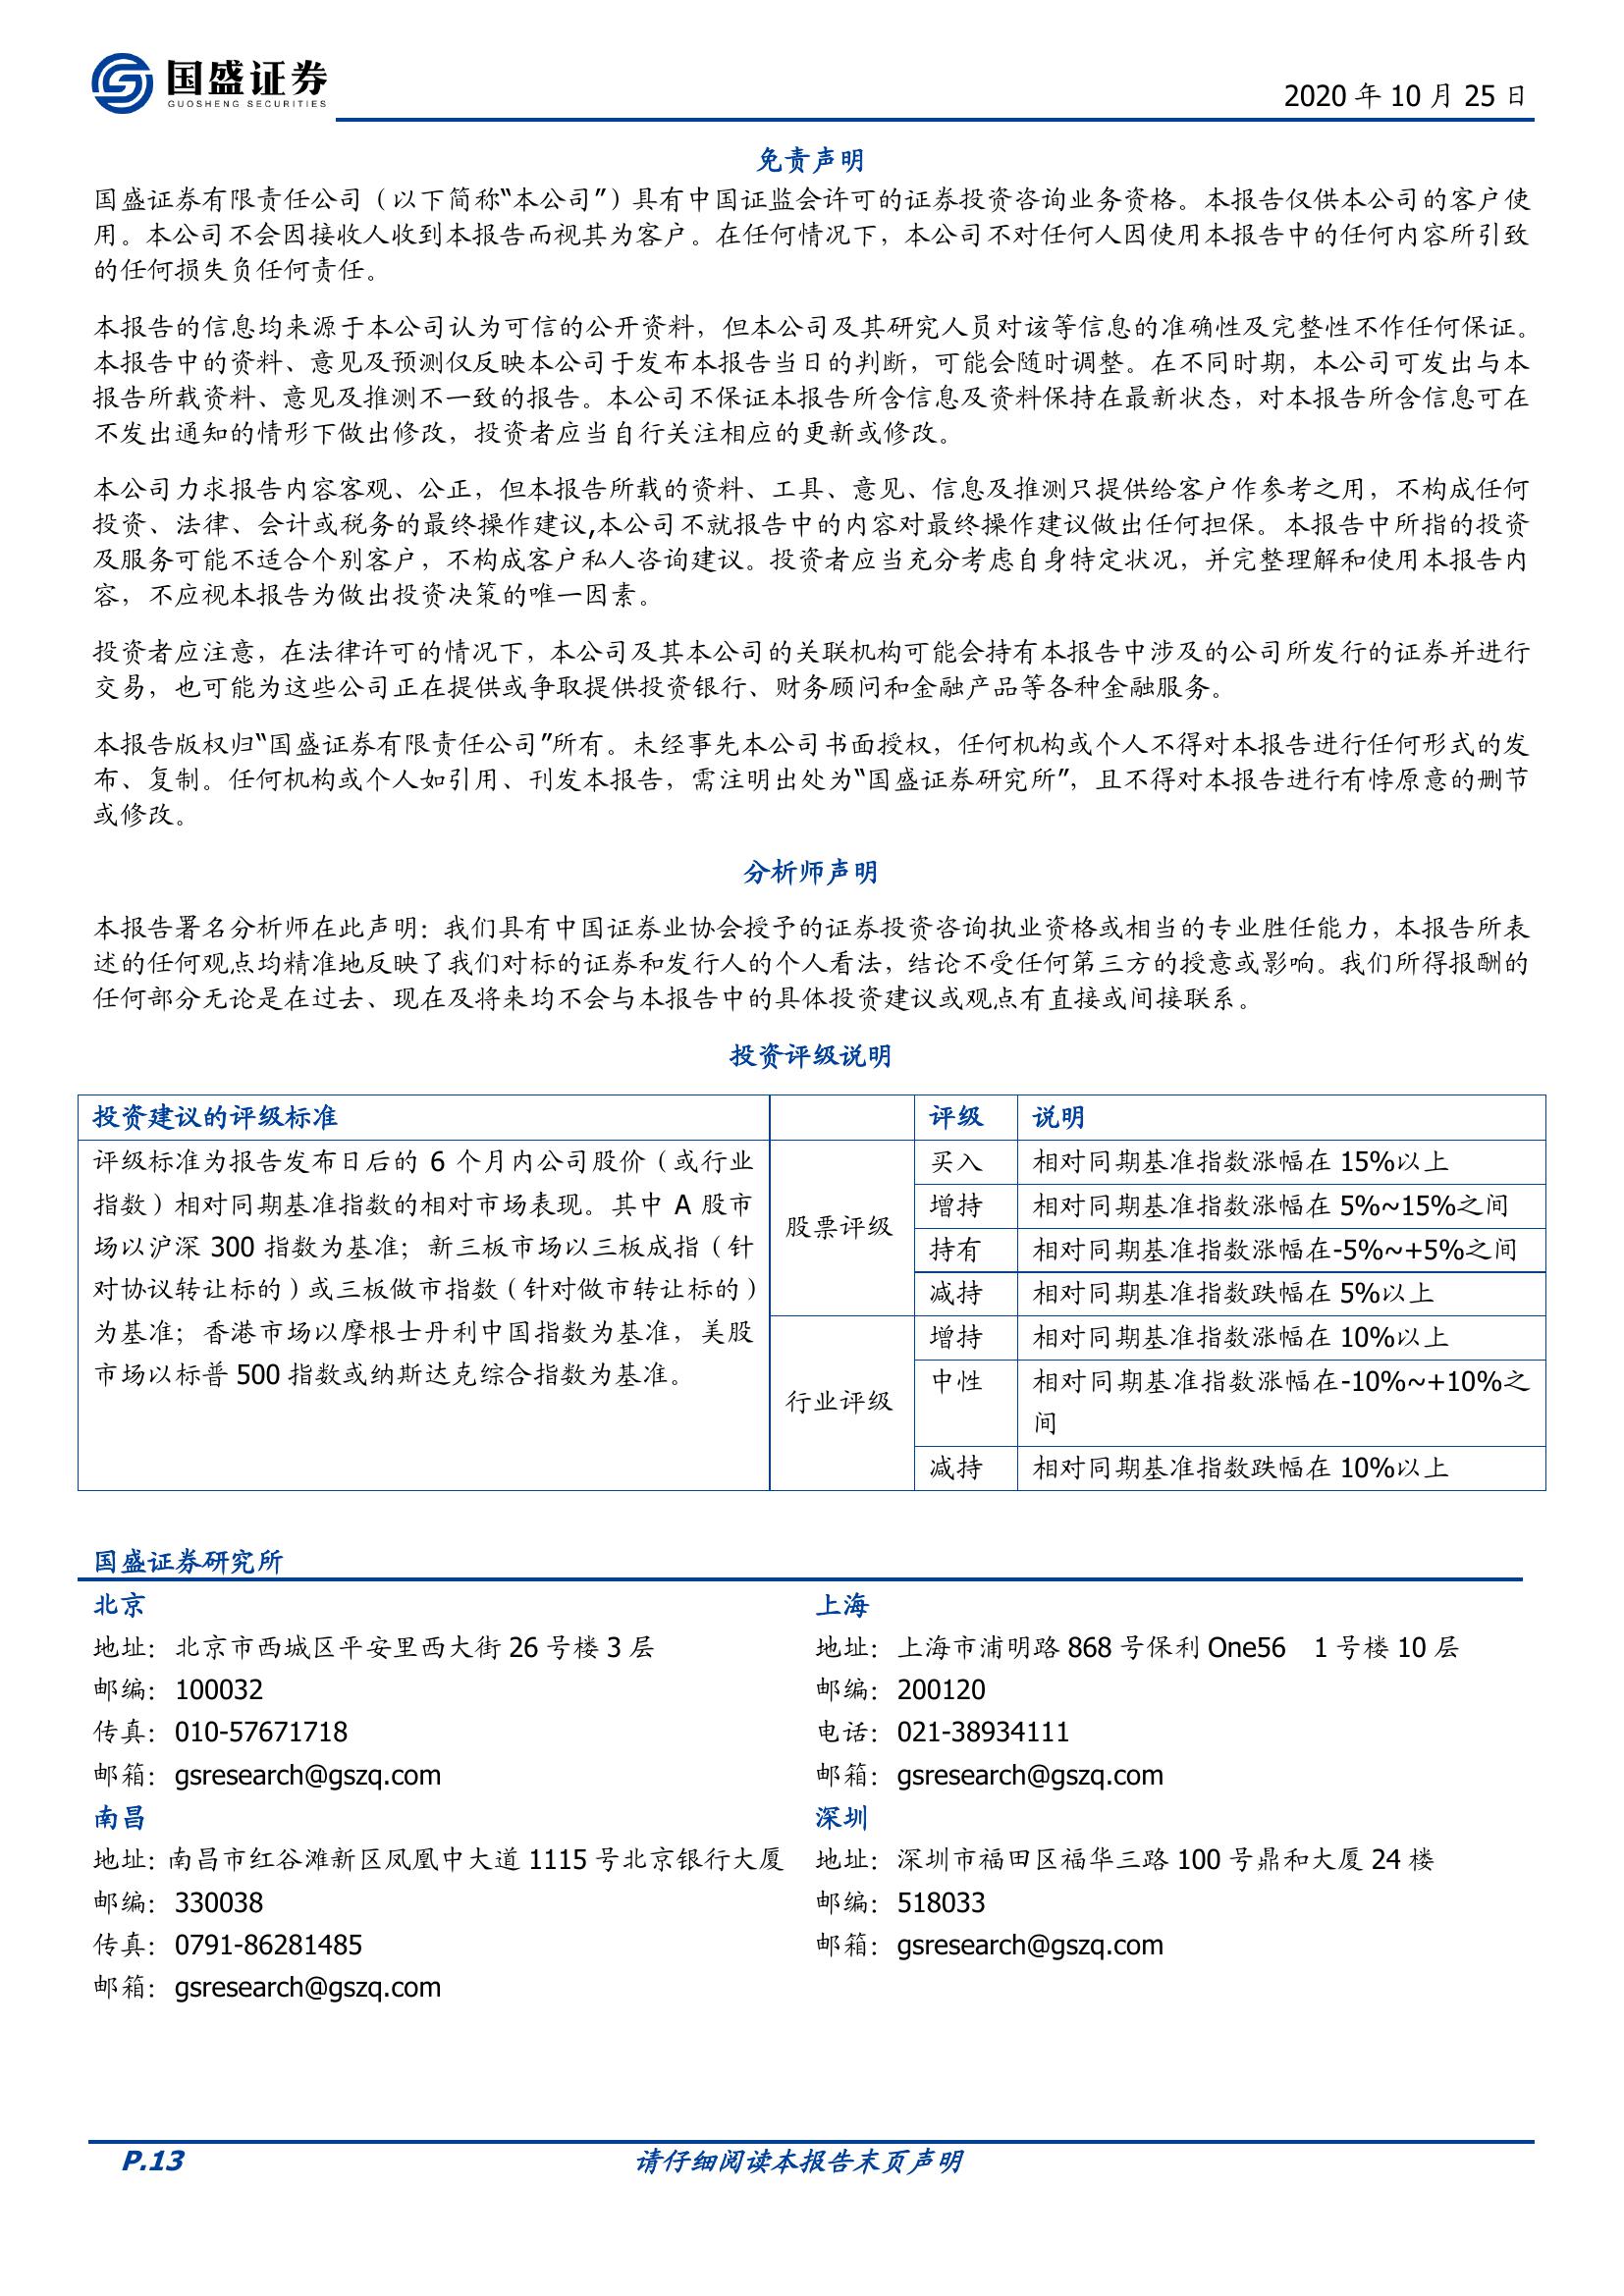 国盛证券
GUOSHENG SECURITIES
2020 年 10 月 25 日
免责声明
国盛证券有限责任公司（以下简称“本公司”）具有中国证监会许可的证券投资咨询业务资格。本报告仅供本公司的客户使
用。本公司不会因接收人收到本报告而视其为客户。在任何情况下，本公司不对任何人因使用本报告中的任何内容所引致
的任何损失负任何责任。
本报告的信息均来源于本公司认为可信的公开资料，但本公司及其研究人员对该等信息的准确性及完整性不作任何保证。
本报告中的资料、意见及预测仅反映本公司于发布本报告当日的判断，可能会随时调整。在不同时期，本公司可发出与本
报告所载资料、意见及推测不一致的报告。本公司不保证本报告所含信息及资料保持在最新状态，对本报告所含信息可在
不发出通知的情形下做出修改，投资者应当自行关注相应的更新或修改。
本公司力求报告内容客观、公正，但本报告所载的资料、工具、意见、信息及推测只提供给客户作参考之用，不构成任何
投资、法律、会计或税务的最终操作建议,本公司不就报告中的内容对最终操作建议做出任何担保。本报告中所指的投资
及服务可能不适合个别客户，不构成客户私人咨询建议。投资者应当充分考虑自身特定状况，并完整理解和使用本报告内
容，不应视本报告为做出投资决策的唯一因素。
投资者应注意，在法律许可的情况下，本公司及其本公司的关联机构可能会持有本报告中涉及的公司所发行的证券并进行
交易，也可能为这些公司正在提供或争取提供投资银行、财务顾问和金融产品等各种金融服务。
本报告版权归“国盛证券有限责任公司”所有。未经事先本公司书面授权，任何机构或个人不得对本报告进行任何形式的发
布、复制。任何机构或个人如引用、刊发本报告，需注明出处为“国盛证券研究所”，且不得对本报告进行有悖原意的删节
或修改。
分析师声明
本报告署名分析师在此声明：我们具有中国证券业协会授予的证券投资咨询执业资格或相当的专业胜任能力，本报告所表
述的任何观点均精准地反映了我们对标的证券和发行人的个人看法，结论不受任何第三方的授意或影响。我们所得报酬的
任何部分无论是在过去、现在及将来均不会与本报告中的具体投资建议或观点有直接或间接联系。
投资评级说明
投资建议的评级标准 评级 说明
评级标准为报告发布日后的 6 个月内公司股价（或行业
指数）相对同期基准指数的相对市场表现。其中 A 股市
场以沪深 300 指数为基准；新三板市场以三板成指（针
对协议转让标的）或三板做市指数（针对做市转让标的）
为基准；香港市场以摩根士丹利中国指数为基准，美股
市场以标普 500 指数或纳斯达克综合指数为基准。
股票评级
买入 相对同期基准指数涨幅在 15%以上
增持 相对同期基准指数涨幅在 5%~15%之间
持有 相对同期基准指数涨幅在-5%~+5%之间
减持 相对同期基准指数跌幅在 5%以上
行业评级
增持 相对同期基准指数涨幅在 10%以上
中性 相对同期基准指数涨幅在-10%~+10%之
间
减持 相对同期基准指数跌幅在 10%以上
国盛证券研究所
北京
地址：北京市西城区平安里西大街 26 号楼 3 层
邮编：100032
传真：010-57671718
邮箱：gsresearch@gszq.com
上海
地址：上海市浦明路 868 号保利 One56 1 号楼 10 层
邮编：200120
电话：021-38934111
邮箱：gsresearch@gszq.com
南昌
地址：南昌市红谷滩新区凤凰中大道 1115 号北京银行大厦
邮编：330038
传真：0791-86281485
邮箱：gsresearch@gszq.com
深圳
地址：深圳市福田区福华三路 100 号鼎和大厦 24 楼
邮编：518033
邮箱：gsresearch@gszq.com
P.13 请仔细阅读本报告末页声明